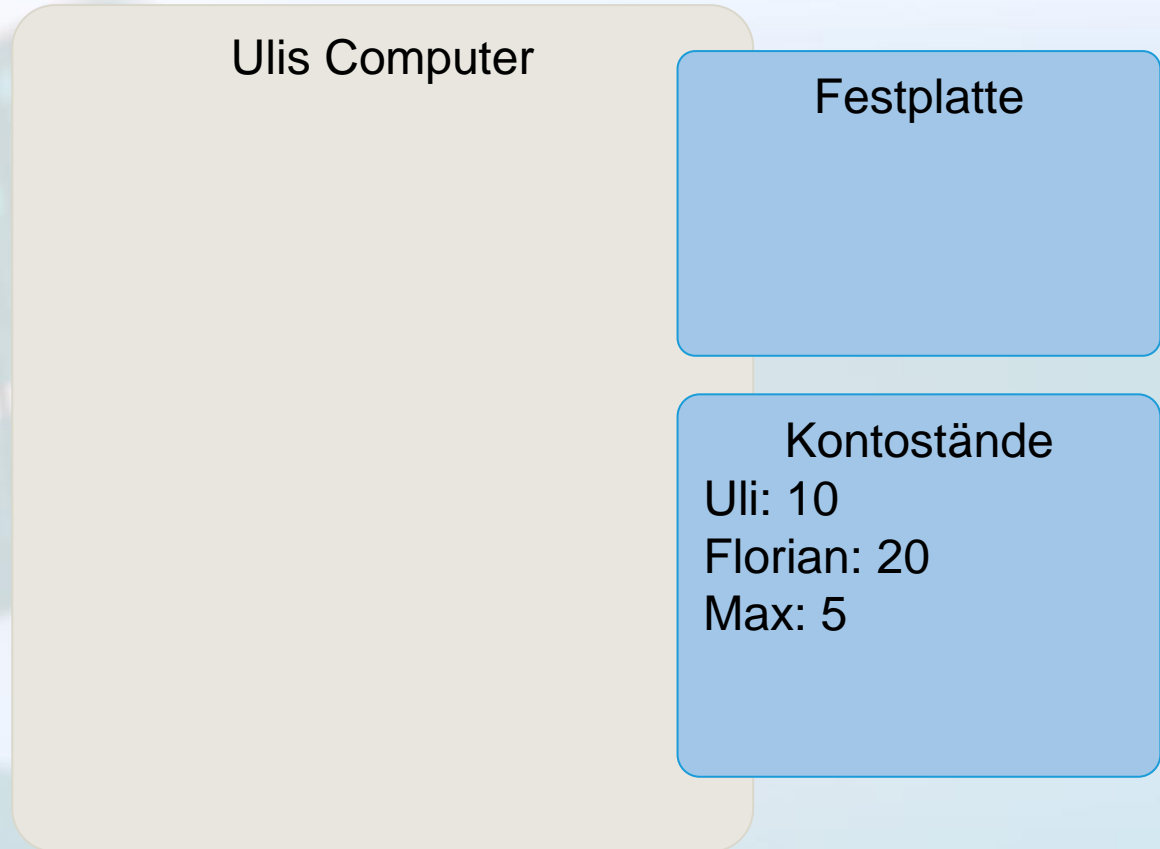 Ulis Computer
Festplatte
Kontostände
Uli: 10
Florian: 20
Max: 5